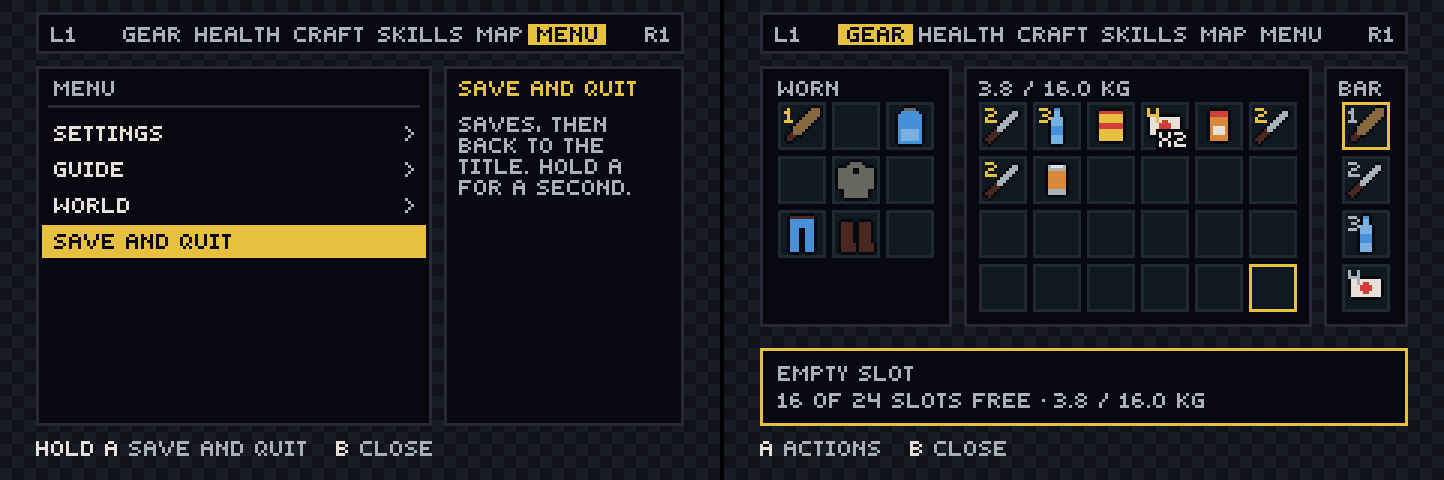 L1 GEAR HEALTH CRAFT SKILLS MAP MENU R1
MENU
SETTINGS >
GUIDE >
WORLD >
SAVE AND QUIT
SAVE AND QUIT
SAVES, THEN
BACK TO THE
TITLE. HOLD A
FOR A SECOND.
HOLD A SAVE AND QUIT B CLOSE
L1 GEAR HEALTH CRAFT SKILLS MAP MENU R1
WORN
1
3.8 / 16.0 KG
2 3 4 X2 2
2
BAR
1
2
3
4
EMPTY SLOT
16 OF 24 SLOTS FREE · 3.8 / 16.0 KG
A ACTIONS B CLOSE